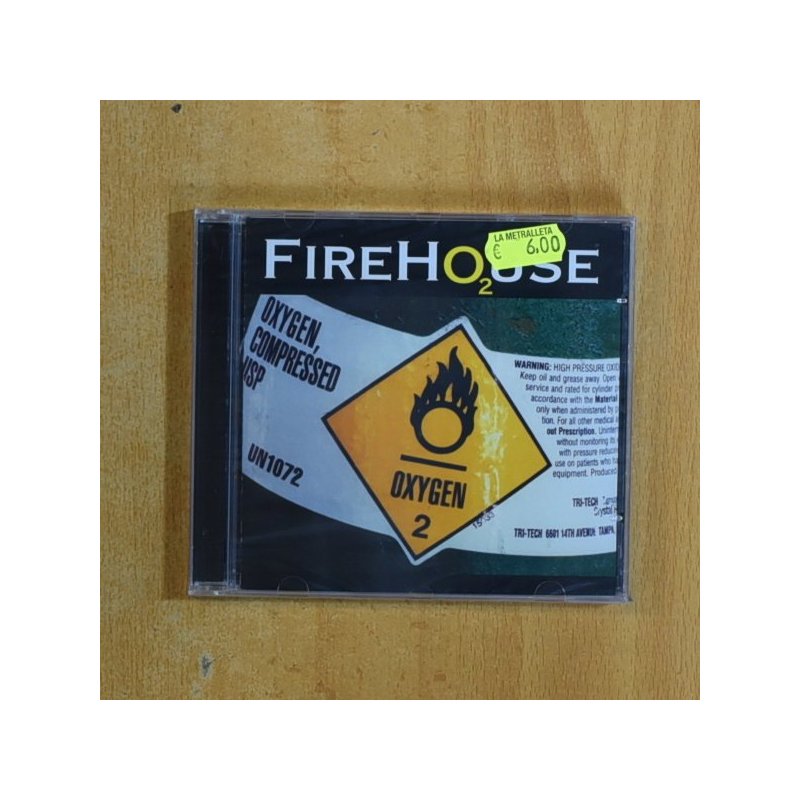 LA METRALLETA
€ 6,00
FIREHO2USE
OXYGEN,
COMPRESSED
USP
UN1072
OXYGEN
2
WARNING: HIGH PRESSURE OXID
Keep oil and grease away. Open
service and rated for cylinder
accordance with the Material
only when administered by
tion. For all other medical
out Prescription.
without monitoring its
with pressure
use on patients who
equipment. Produced
TRI-TECH
TRI-TECH 6601 14TH AVENUE TAMPA,